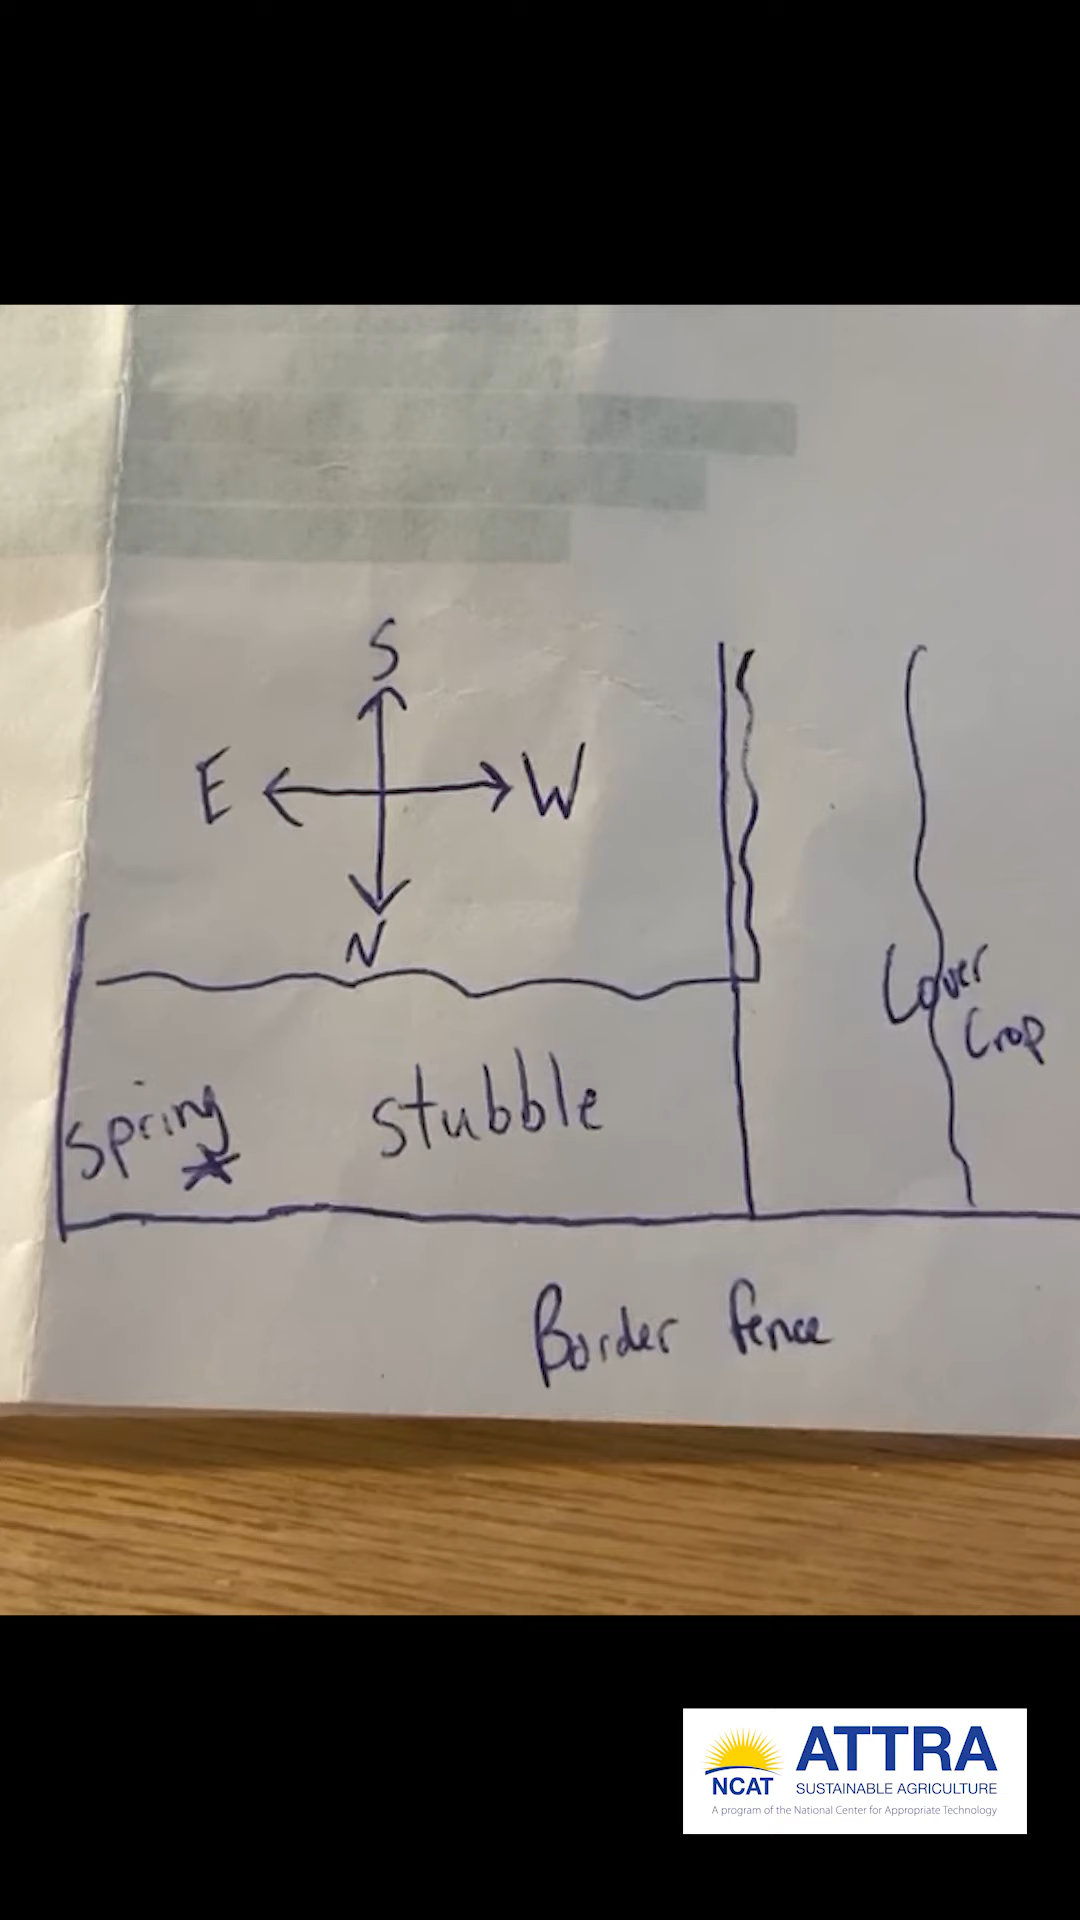 S
E W
N
Cover
Crop
spring
stubble
Border fence
ATTRA
NCAT
SUSTAINABLE AGRICULTURE
A program of the National Center for Appropriate Technology